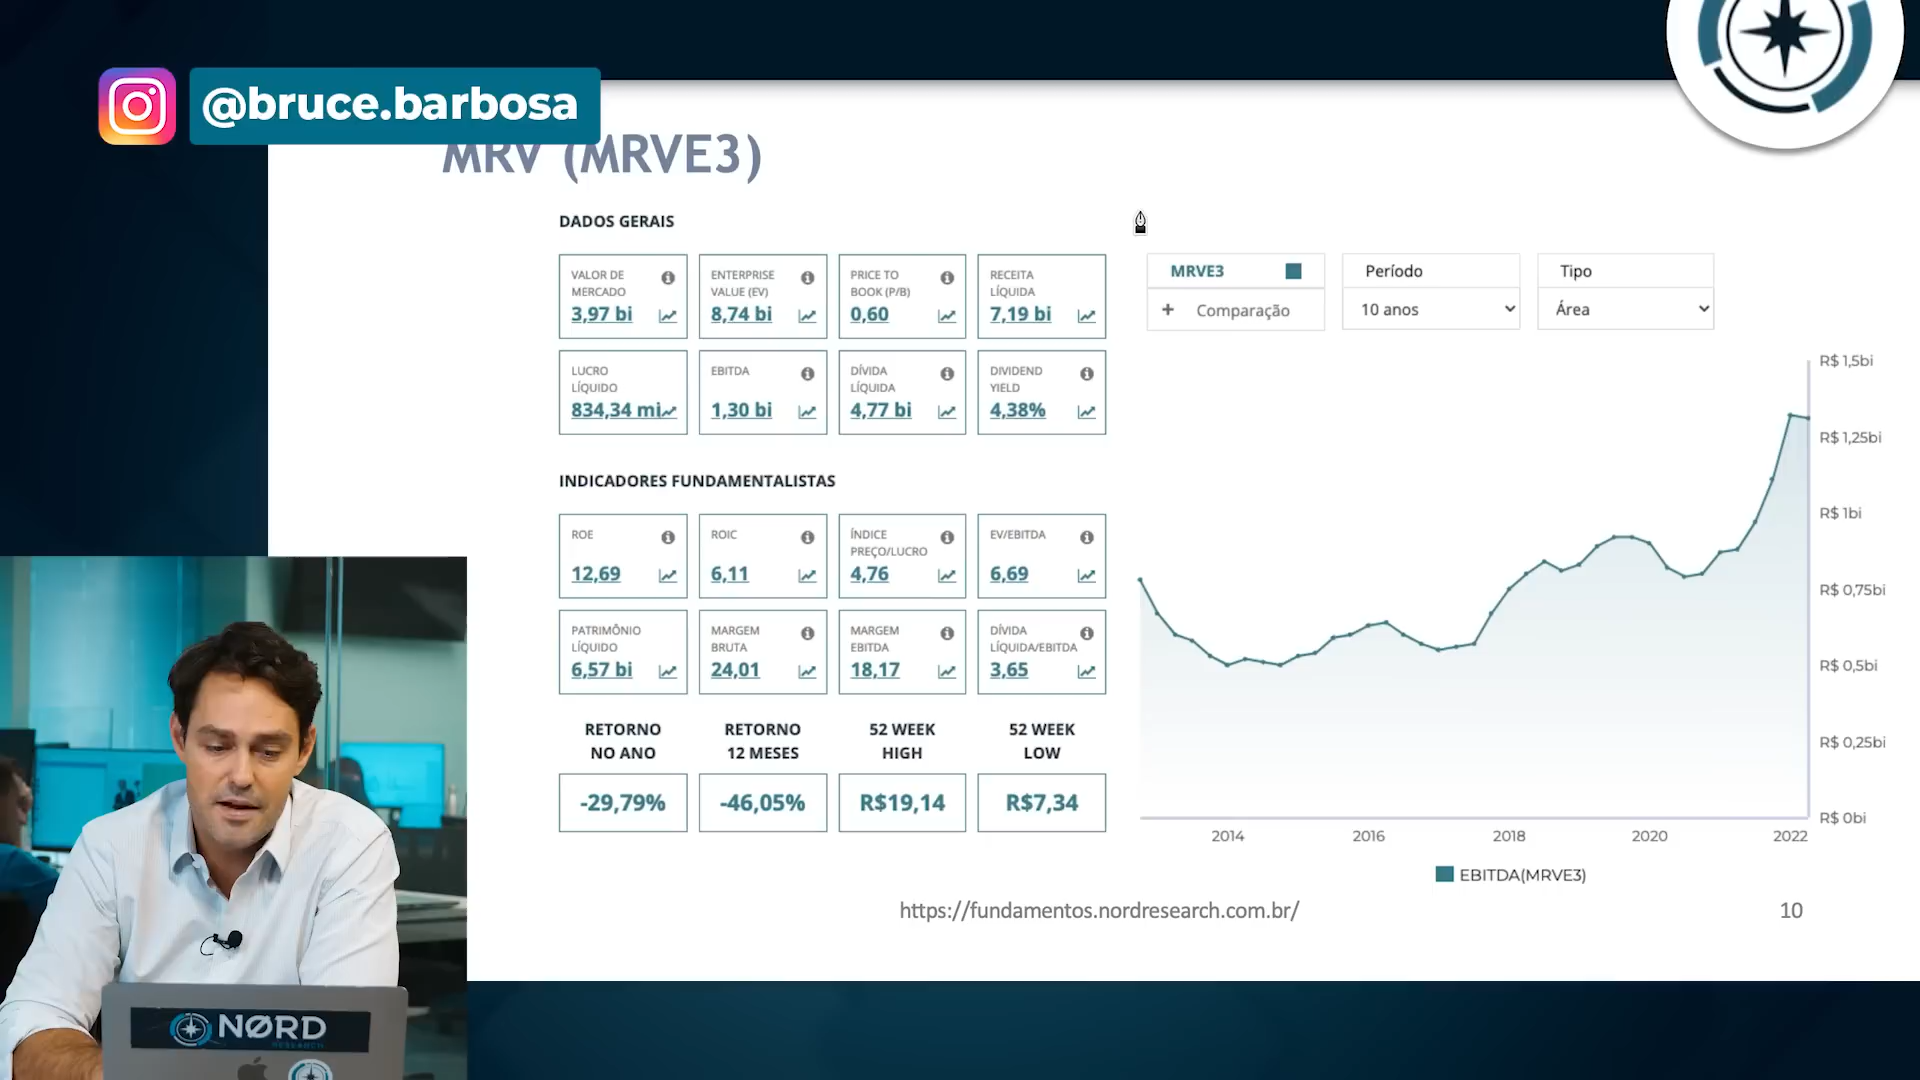 @bruce.barbosa
MRV (MRVE3)
DADOS GERAIS
VALOR DE
MERCADO
3,97 bi
ENTERPRISE
VALUE (EV)
8,74 bi
PRICE TO
BOOK (P/B)
0,60
RECEITA
LÍQUIDA
7,19 bi
LUCRO
LÍQUIDO
834,34 mi
EBITDA
1,30 bi
DÍVIDA
LÍQUIDA
4,77 bi
DIVIDEND
YIELD
4,38%
INDICADORES FUNDAMENTALISTAS
ROE
12,69
ROIC
6,11
ÍNDICE
PREÇO/LUCRO
4,76
EV/EBITDA
6,69
PATRIMÔNIO
LÍQUIDO
6,57 bi
MARGEM
BRUTA
24,01
MARGEM
EBITDA
18,17
DÍVIDA
LÍQUIDA/EBITDA
3,65
RETORNO
NO ANO
-29,79%
RETORNO
12 MESES
-46,05%
52 WEEK
HIGH
R$19,14
52 WEEK
LOW
R$7,34
MRVE3
+ Comparação
Período
10 anos
Tipo
Área
R$ 1,5bi
R$ 1,25bi
R$ 1bi
R$ 0,75bi
R$ 0,5bi
R$ 0,25bi
R$ 0bi
2014
2016
2018
2020
2022
EBITDA(MRVE3)
https://fundamentos.nordresearch.com.br/
10
NØRD
RESEARCH